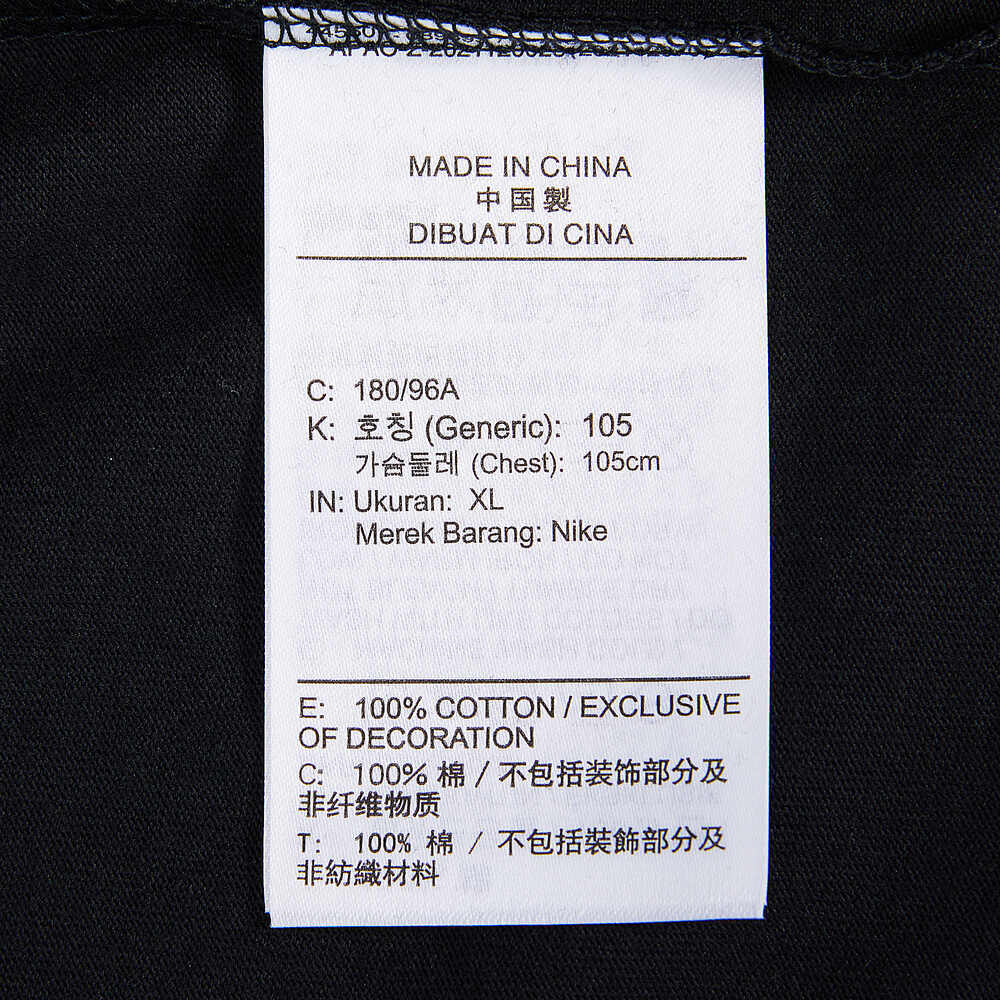 MADE IN CHINA
中国製
DIBUAT DI CINA
C: 180/96A
K: 호칭 (Generic): 105
가슴둘레 (Chest): 105cm
IN: Ukuran: XL
Merek Barang: Nike
E: 100% COTTON / EXCLUSIVE
OF DECORATION
C: 100% 棉 / 不包括装饰部分及
非纤维物质
T: 100% 棉 / 不包括裝飾部分及
非紡織材料